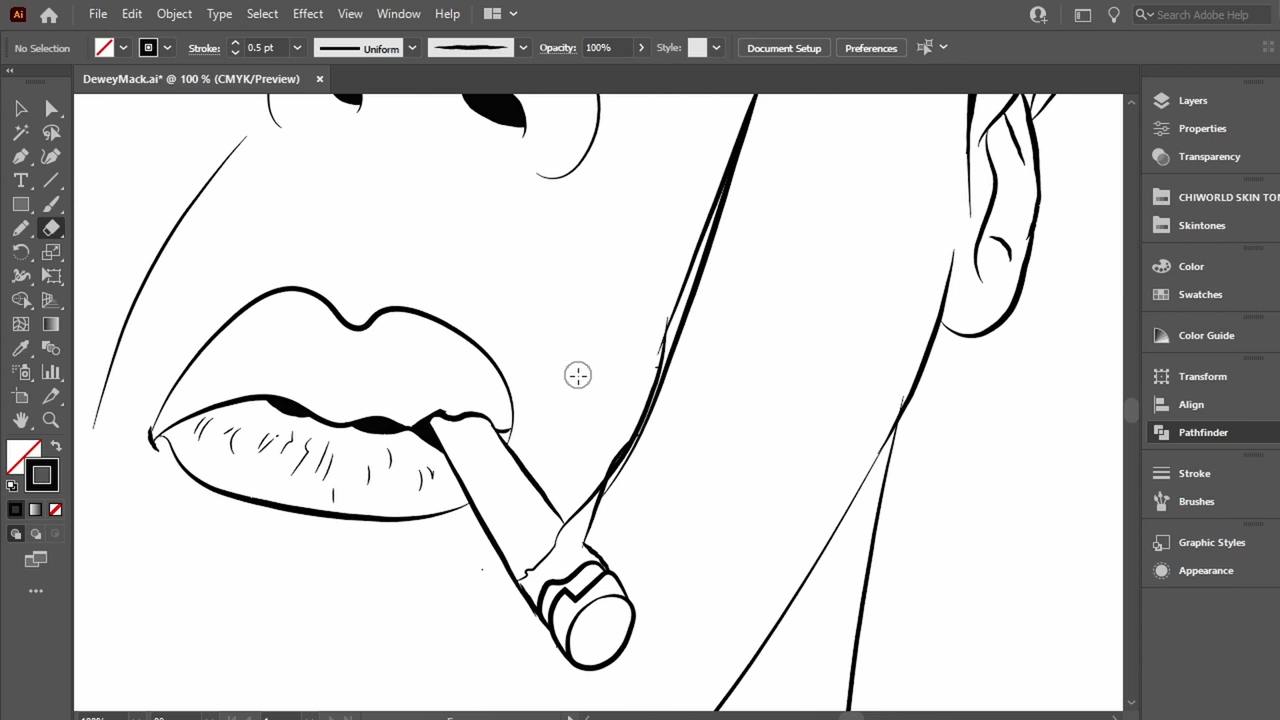 Ai File Edit Object Type Select Effect View Window Help Search Adobe Help
No Selection Stroke: 0.5 pt Uniform Opacity: 100% Style: Document Setup Preferences
DeweyMack.ai* @ 100 % (CMYK/Preview) ×
Layers
Properties
Transparency
CHIWORLD SKIN TON
Skintones
Color
Swatches
Color Guide
Transform
Align
Pathfinder
Stroke
Brushes
Graphic Styles
Appearance